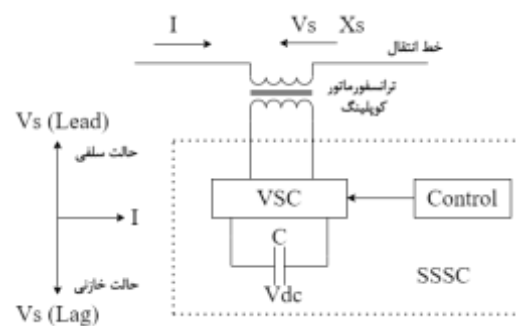 I
Vs Xs
خط انتقال
ترانسفورماتور
کوپلینگ
Vs (Lead)
حالت سلفی
I
حالت خازنی
Vs (Lag)
VSC
Control
C
Vdc
SSSC